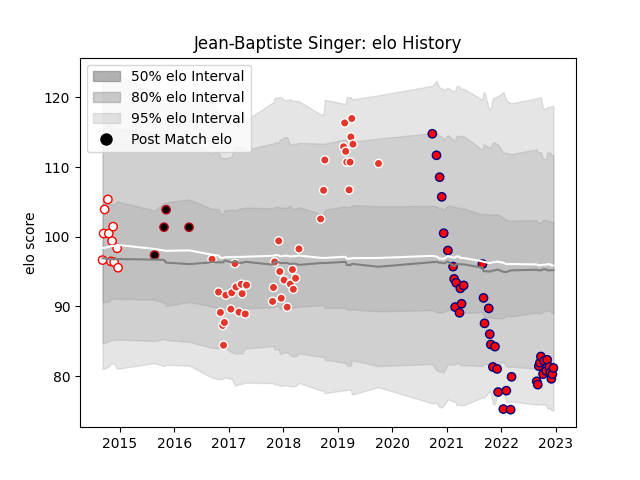 Jean-Baptiste Singer: elo History
50% elo Interval
80% elo Interval
95% elo Interval
Post Match elo
elo score
120
110
100
90
80
2015 2016 2017 2018 2019 2020 2021 2022 2023